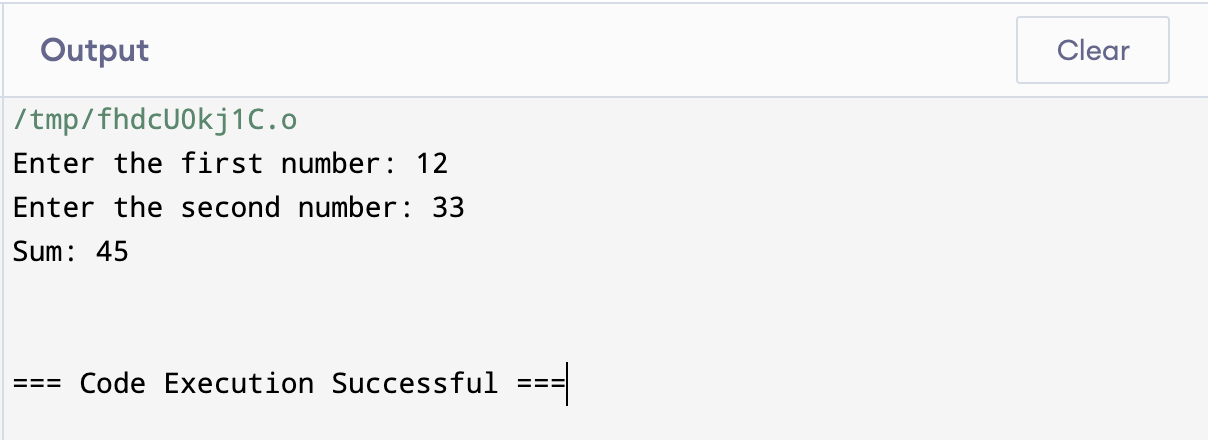 Output
Clear
/tmp/fhdcU0kj1C.o
Enter the first number: 12
Enter the second number: 33
Sum: 45
=== Code Execution Successful ===